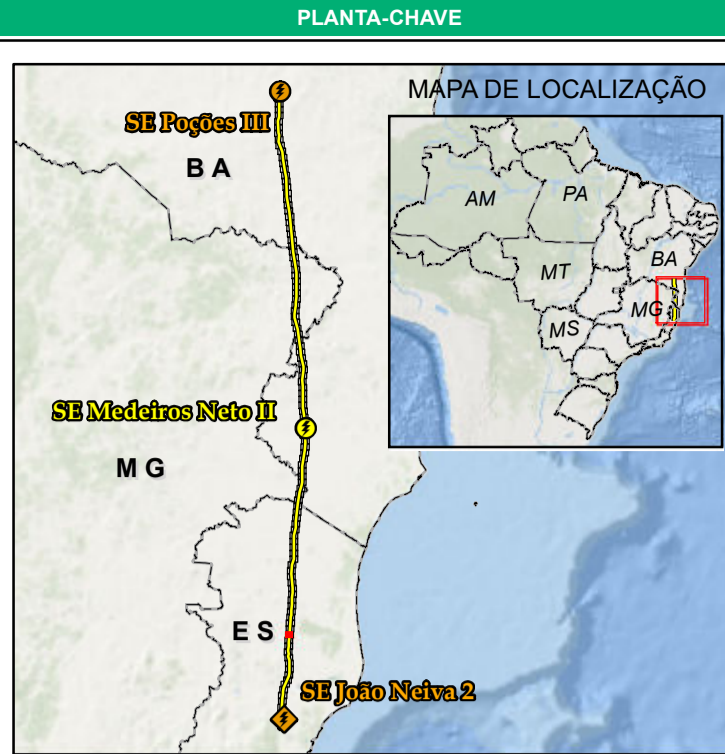 PLANTA-CHAVE
MAPA DE LOCALIZAÇÃO
SE Poções III
B A
AM
PA
BA
MT
MG
MS
SE Medeiros Neto II
M G
E S
SE João Neiva 2